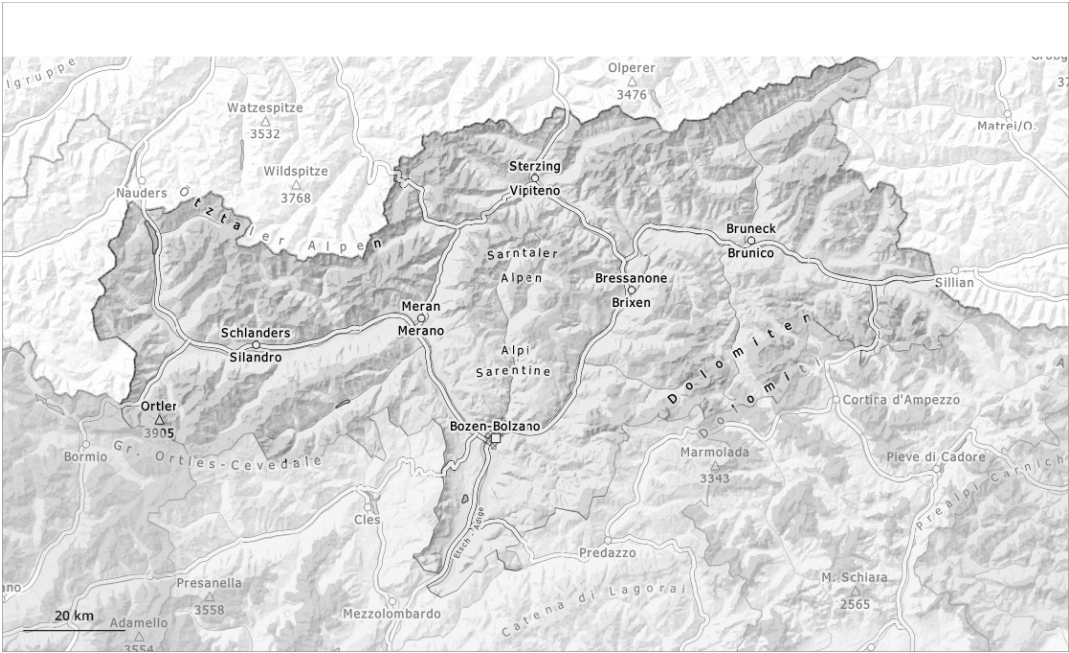 lgruppe
Olperer
3476
Watzespitze
3532
Matrei/O.
Sterzing
Vipiteno
Wildspitze
3768
Nauders
Ötztaler Alpen
Bruneck
Brunico
Sarntaler
Alpen
Bressanone
Brixen
Sillian
Meran
Merano
Schlanders
Silandro
Alpi
Sarentine
Dolomiten
Dolomiti
Ortler
3905
Cortina d'Ampezzo
Bozen-Bolzano
Gr. Ortles-Cevedale
Bormio
Marmolada
3343
Pieve di Cadore
Prealpi Carnich
Cles
Etsch - Adige
Predazzo
ano
Presanella
3558
M. Schiara
2565
Mezzolombardo
Catena di Lagorai
20 km
Adamello
3554